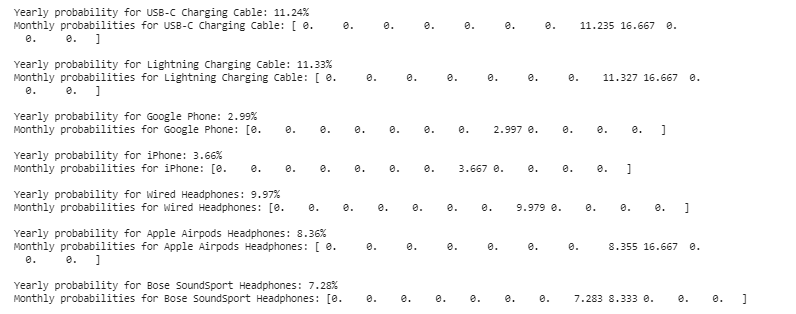 Yearly probability for USB-C Charging Cable: 11.24%
Monthly probabilities for USB-C Charging Cable: [ 0. 0. 0. 0. 0. 0. 0. 11.235 16.667 0.
0. 0. ]
Yearly probability for Lightning Charging Cable: 11.33%
Monthly probabilities for Lightning Charging Cable: [ 0. 0. 0. 0. 0. 0. 0. 11.327 16.667 0.
0. 0. ]
Yearly probability for Google Phone: 2.99%
Monthly probabilities for Google Phone: [0. 0. 0. 0. 0. 0. 0. 2.997 0. 0. 0. 0. ]
Yearly probability for iPhone: 3.66%
Monthly probabilities for iPhone: [0. 0. 0. 0. 0. 0. 0. 3.667 0. 0. 0. 0. ]
Yearly probability for Wired Headphones: 9.97%
Monthly probabilities for Wired Headphones: [0. 0. 0. 0. 0. 0. 0. 9.979 0. 0. 0. 0. ]
Yearly probability for Apple Airpods Headphones: 8.36%
Monthly probabilities for Apple Airpods Headphones: [ 0. 0. 0. 0. 0. 0. 0. 8.355 16.667 0.
0. 0. ]
Yearly probability for Bose SoundSport Headphones: 7.28%
Monthly probabilities for Bose SoundSport Headphones: [0. 0. 0. 0. 0. 0. 0. 7.283 8.333 0. 0. 0. ]